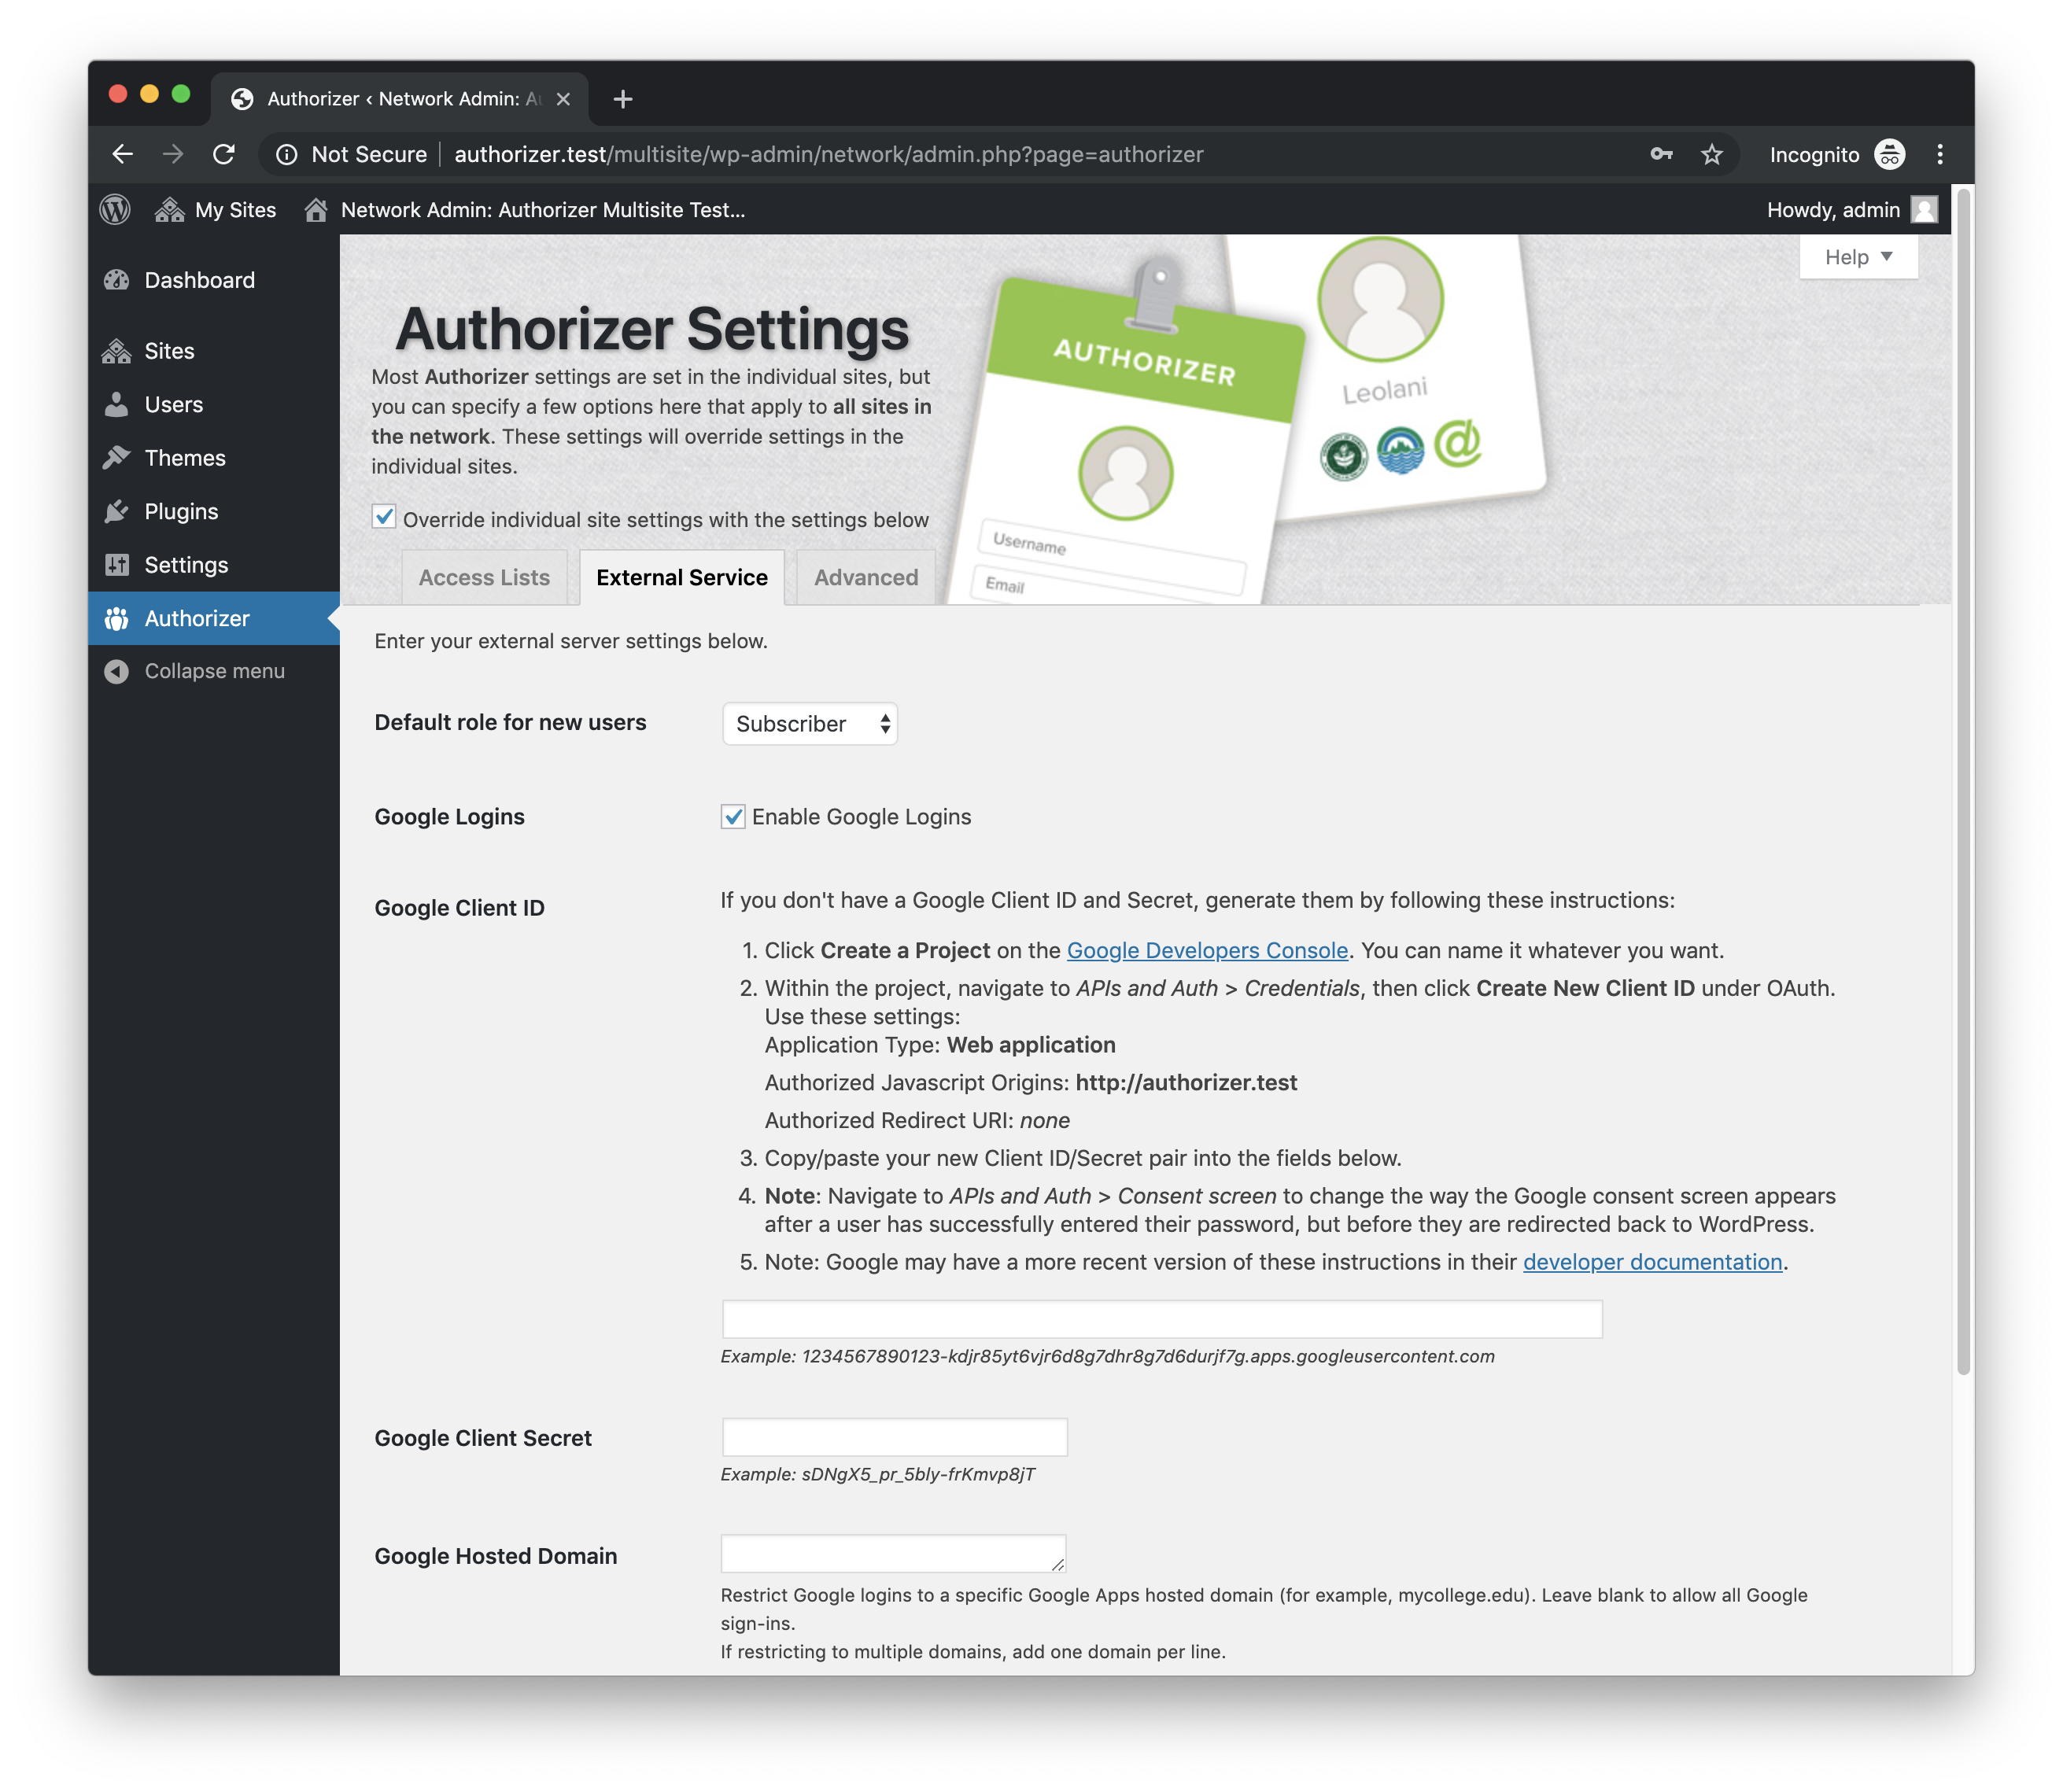 Authorizer ‹ Network Admin: Au
Not Secure
authorizer.test/multisite/wp-admin/network/admin.php?page=authorizer
Incognito
My Sites
Network Admin: Authorizer Multisite Test...
Howdy, admin
Dashboard
Sites
Users
Themes
Plugins
Settings
Authorizer
Collapse menu
Help
Authorizer Settings
Most Authorizer settings are set in the individual sites, but
you can specify a few options here that apply to all sites in
the network. These settings will override settings in the
individual sites.
Override individual site settings with the settings below
AUTHORIZER
Username
Email
Leolani
Access Lists
External Service
Advanced
Enter your external server settings below.
Default role for new users
Subscriber
Google Logins
Enable Google Logins
Google Client ID
If you don't have a Google Client ID and Secret, generate them by following these instructions:
1. Click Create a Project on the Google Developers Console. You can name it whatever you want.
2. Within the project, navigate to APIs and Auth > Credentials, then click Create New Client ID under OAuth.
Use these settings:
Application Type: Web application
Authorized Javascript Origins: http://authorizer.test
Authorized Redirect URI: none
3. Copy/paste your new Client ID/Secret pair into the fields below.
4. Note: Navigate to APIs and Auth > Consent screen to change the way the Google consent screen appears
after a user has successfully entered their password, but before they are redirected back to WordPress.
5. Note: Google may have a more recent version of these instructions in their developer documentation.
Example: 1234567890123-kdjr85yt6vjr6d8g7dhr8g7d6durjf7g.apps.googleusercontent.com
Google Client Secret
Example: sDNgX5_pr_5bly-frKmvp8jT
Google Hosted Domain
Restrict Google logins to a specific Google Apps hosted domain (for example, mycollege.edu). Leave blank to allow all Google
sign-ins.
If restricting to multiple domains, add one domain per line.